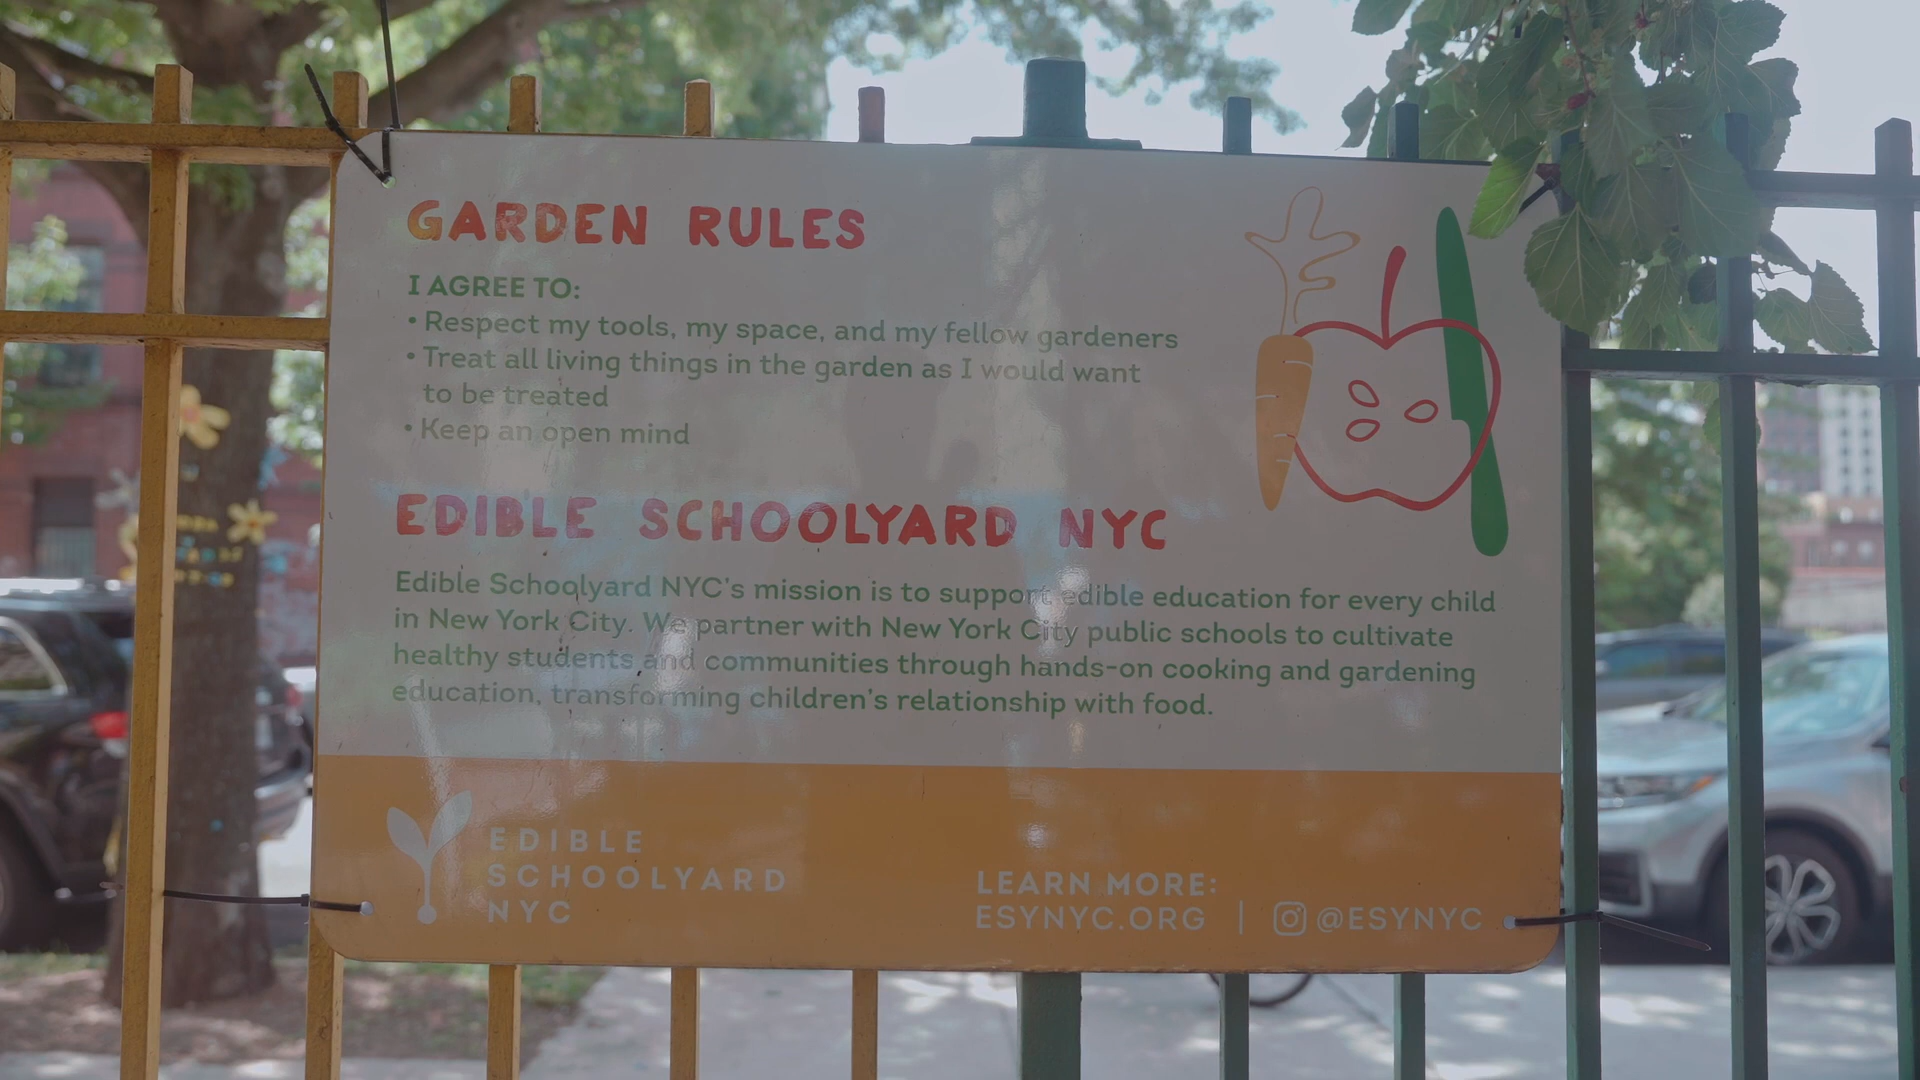 GARDEN RULES
I AGREE TO:
• Respect my tools, my space, and my fellow gardeners
• Treat all living things in the garden as I would want
to be treated
• Keep an open mind
EDIBLE SCHOOLYARD NYC
Edible Schoolyard NYC's mission is to support edible education for every child
in New York City. We partner with New York City public schools to cultivate
healthy students and communities through hands-on cooking and gardening
education, transforming children's relationship with food.
EDIBLE
SCHOOLYARD
NYC
LEARN MORE:
ESYNYC.ORG | @ESYNYC